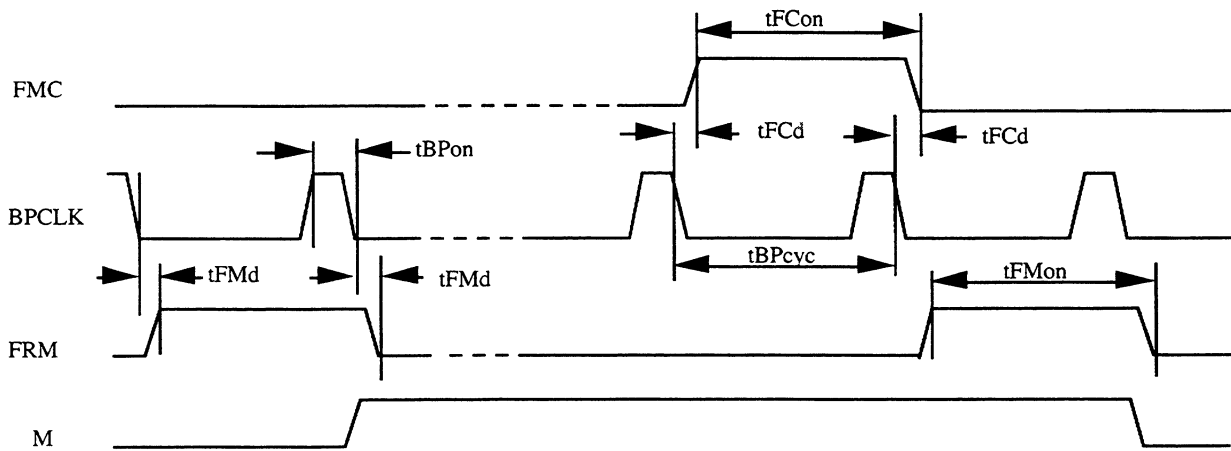 tFCon
FMC
tFCd
tFCd
tBPon
BPCLK
tBPcyc
tFMd
tFMd
tFMon
FRM
M